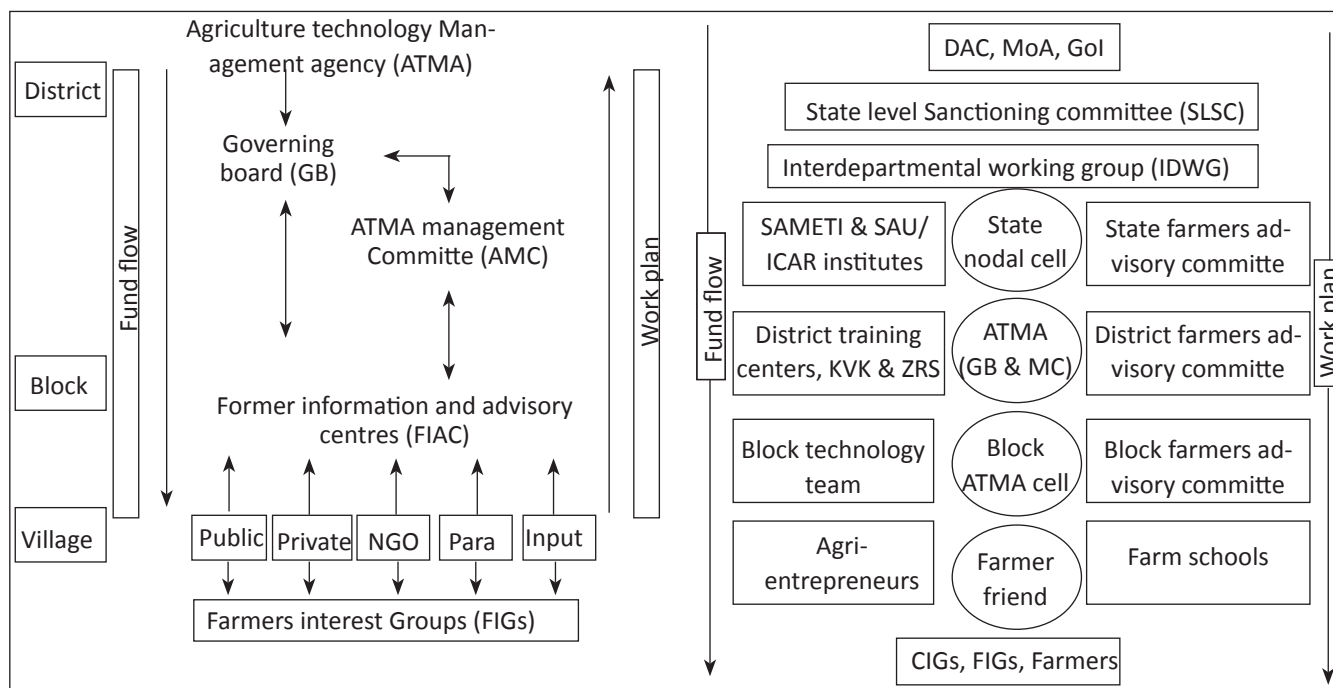 Agriculture technology Man-
agement agency (ATMA)
District
Fund flow
Governing
board (GB)
ATMA management
Committe (AMC)
Work plan
Block
Former information and advisory
centres (FIAC)
Village
Public
Private
NGO
Para
Input
Farmers interest Groups (FIGs)
DAC, MoA, GoI
State level Sanctioning committee (SLSC)
Interdepartmental working group (IDWG)
SAMETI & SAU/
ICAR institutes
State
nodal cell
State farmers ad-
visory committe
Fund flow
Work plan
District training
centers, KVK & ZRS
ATMA
(GB & MC)
District farmers ad-
visory committe
Block technology
team
Block
ATMA cell
Block farmers ad-
visory committe
Agri-
entrepreneurs
Farmer
friend
Farm schools
CIGs, FIGs, Farmers